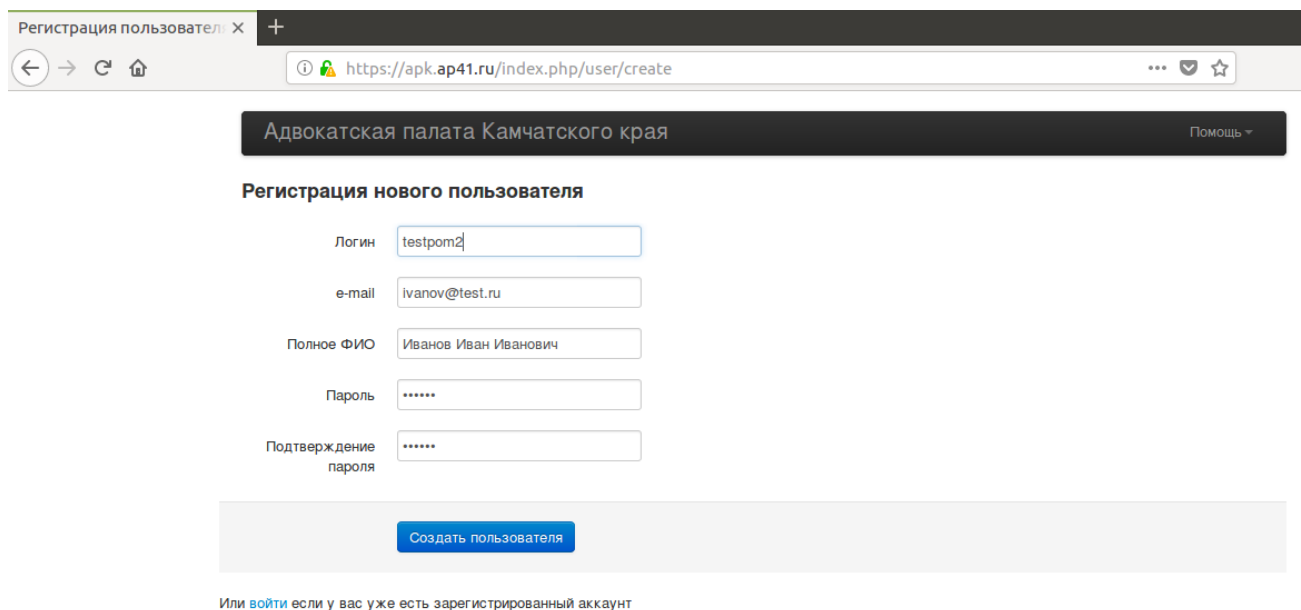 Регистрация пользовател
https://apk.ap41.ru/index.php/user/create
Адвокатская палата Камчатского края
Помощь
Регистрация нового пользователя
Логин testpom2
e-mail ivanov@test.ru
Полное ФИО Иванов Иван Иванович
Пароль ••••••
Подтверждение пароля ••••••
Создать пользователя
Или войти если у вас уже есть зарегистрированный аккаунт